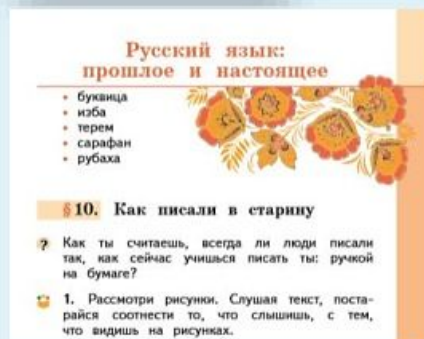 Русский язык:
прошлое и настоящее
• буквица
• изба
• терем
• сарафан
• рубаха
§ 10. Как писали в старину
? Как ты считаешь, всегда ли люди писали
так, как сейчас учишься писать ты: ручкой
на бумаге?
1. Рассмотри рисунки. Слушая текст, поста-
райся соотнести то, что слышишь, с тем,
что видишь на рисунках.